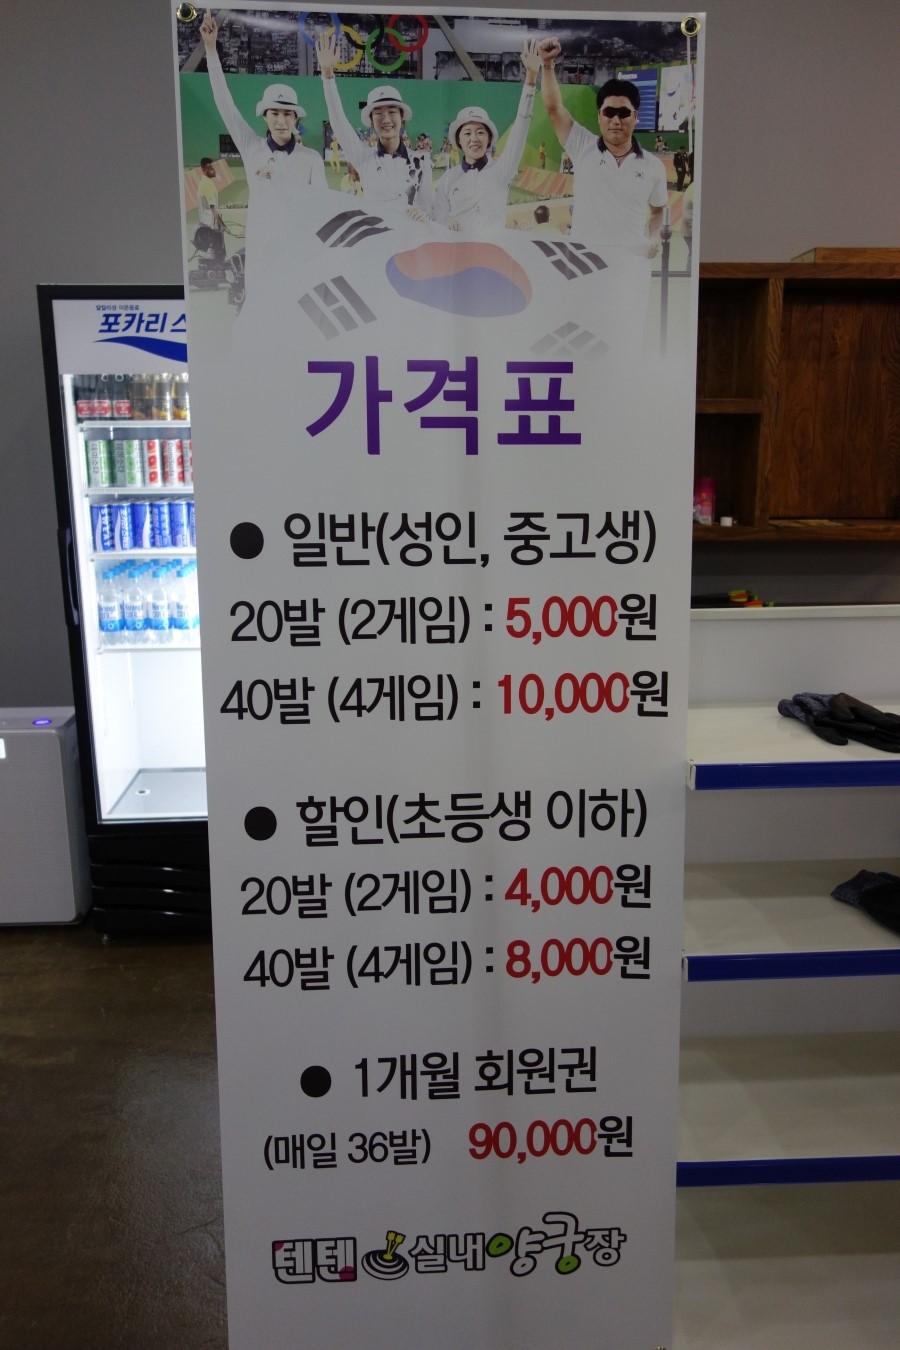 포카리스
가격표
● 일반(성인, 중고생)
20발 (2게임) : 5,000원
40발 (4게임) : 10,000원
● 할인(초등생 이하)
20발 (2게임) : 4,000원
40발 (4게임) : 8,000원
● 1개월 회원권
(매일 36발) 90,000원
텐텐 실내양궁장